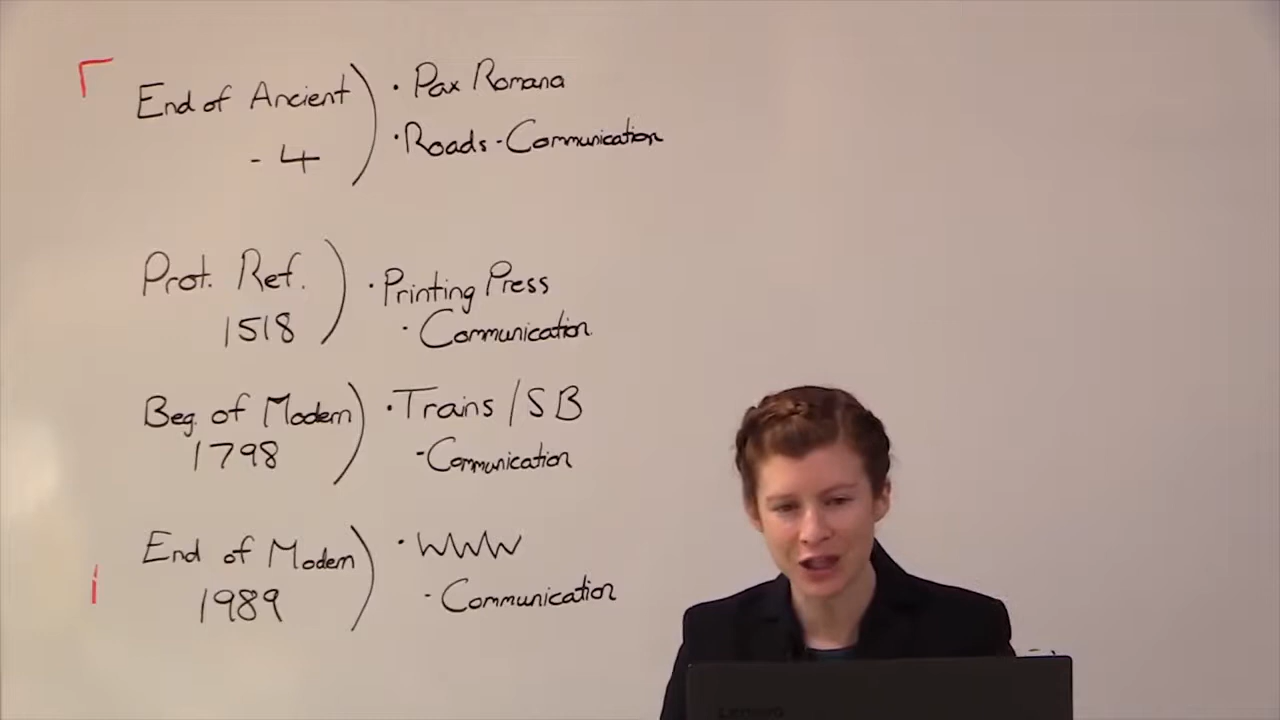 End of Ancient
- 4
· Pax Romana
· Roads - Communication
Prot. Ref.
1518
· Printing Press
· Communication
Beg. of Modern
1798
· Trains / SB
- Communication
End of Modern
1989
· WWW
- Communication
Lenovo